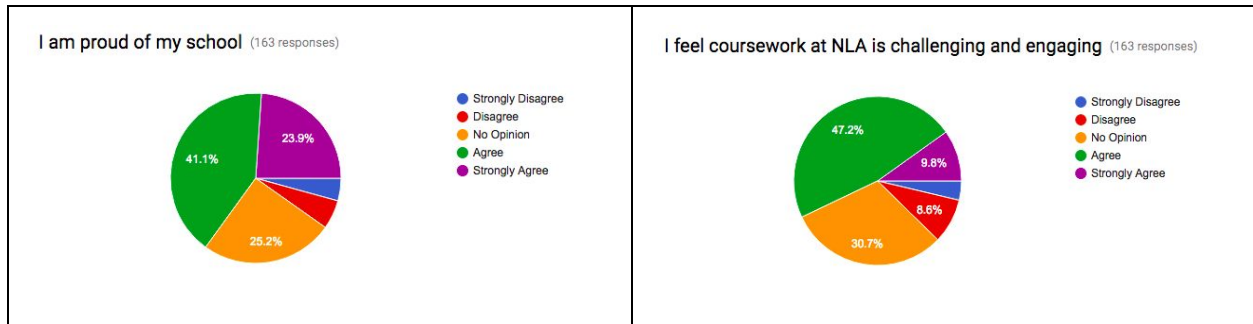 I am proud of my school (163 responses)
Strongly Disagree
Disagree
No Opinion
Agree
Strongly Agree
41.1%
23.9%
25.2%
I feel coursework at NLA is challenging and engaging (163 responses)
Strongly Disagree
Disagree
No Opinion
Agree
Strongly Agree
47.2%
9.8%
8.6%
30.7%